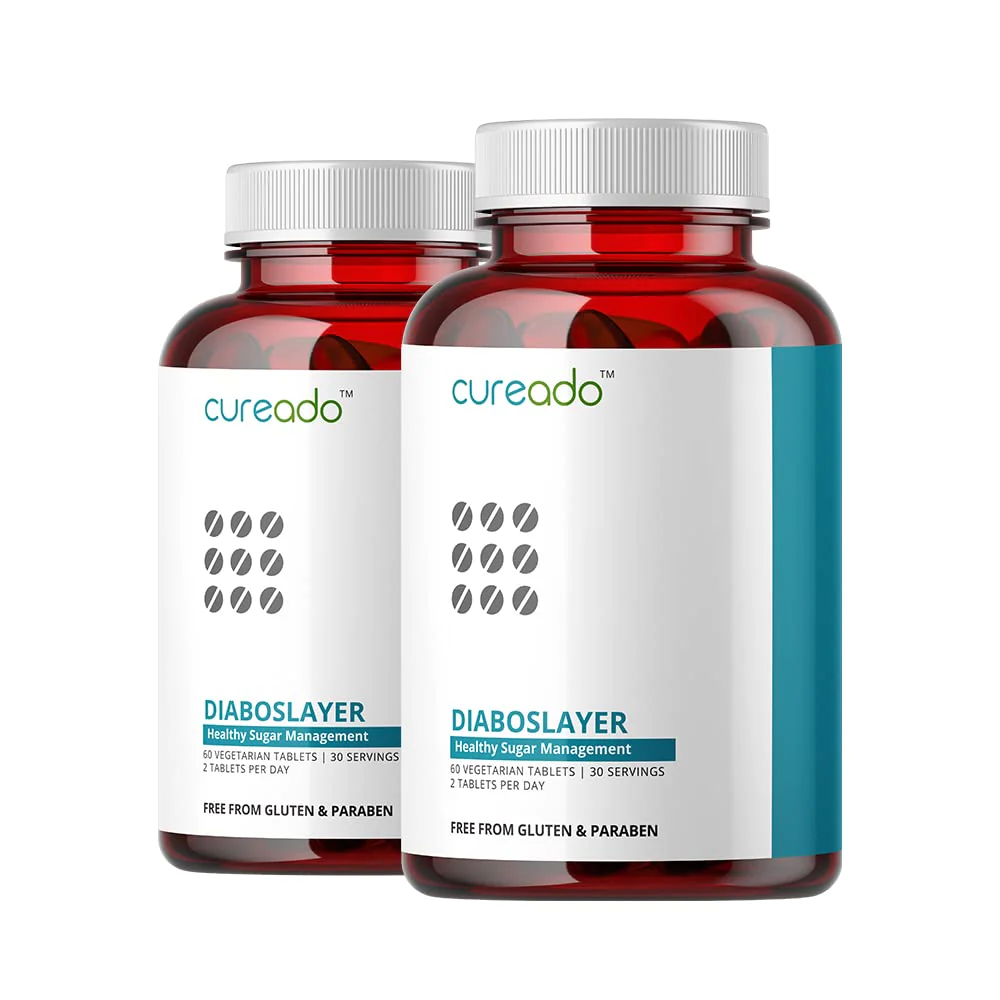 cureado™
DIABOSLAYER
Healthy Sugar Management
60 VEGETARIAN TABLETS | 30 SERVINGS
2 TABLETS PER DAY
FREE FROM GLUTEN & PARABEN
cureado™
DIABOSLAYER
Healthy Sugar Management
60 VEGETARIAN TABLETS | 30 SERVINGS
2 TABLETS PER DAY
FREE FROM GLUTEN & PARABEN